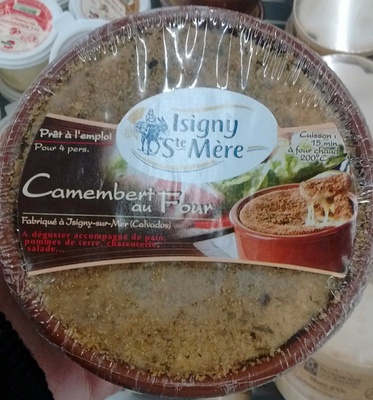 Isigny
Ste Mère
Prêt à l'emploi
Pour 4 pers.
Cuisson :
15 min
à four chaud
200°C
Camembert
au Four
Fabriqué à Isigny-sur-Mer (Calvados)
A déguster accompagné de pain,
pommes de terre, charcuterie,
salade...